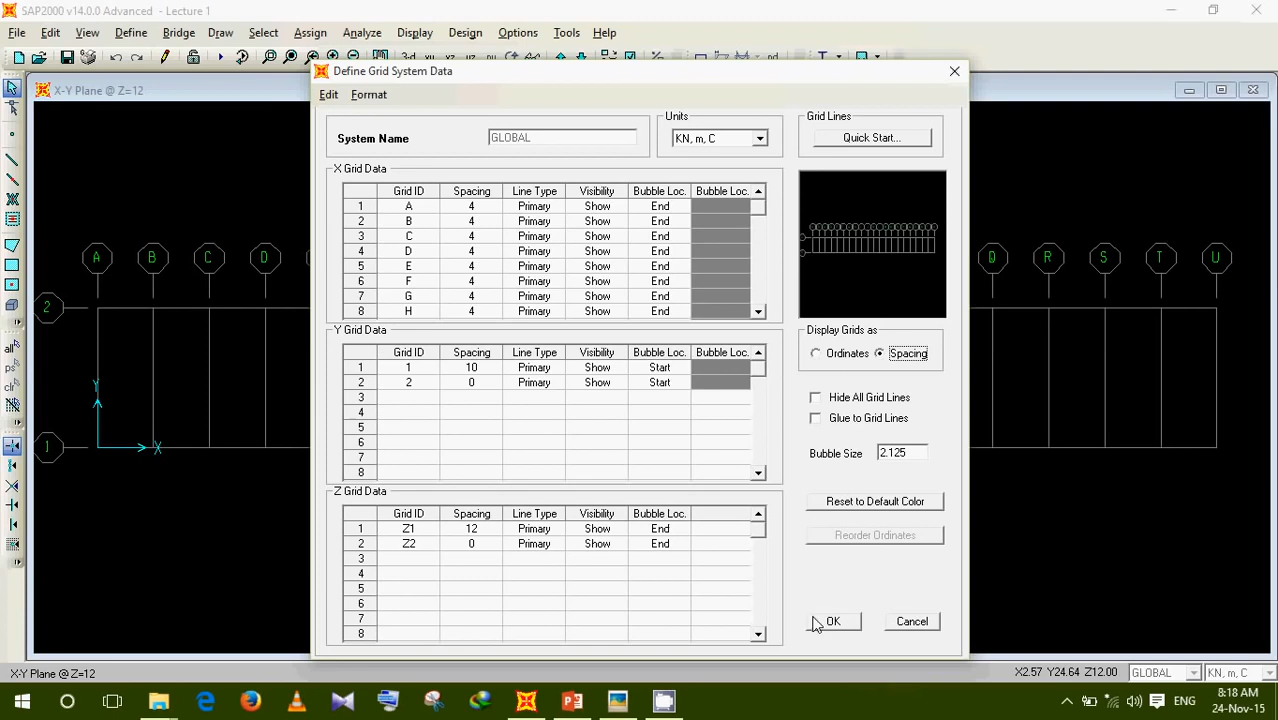 SAP2000 v14.0.0 Advanced - Lecture 1
File Edit View Define Bridge Draw Select Assign Analyze Display Design Options Tools Help
X-Y Plane @ Z=12
Define Grid System Data
Edit Format
System Name GLOBAL
Units
KN, m, C
Grid Lines
Quick Start...
X Grid Data
Grid ID Spacing Line Type Visibility Bubble Loc. Bubble Loc.
1 A 4 Primary Show End
2 B 4 Primary Show End
3 C 4 Primary Show End
4 D 4 Primary Show End
5 E 4 Primary Show End
6 F 4 Primary Show End
7 G 4 Primary Show End
8 H 4 Primary Show End
Y Grid Data
Grid ID Spacing Line Type Visibility Bubble Loc. Bubble Loc.
1 1 10 Primary Show Start
2 2 0 Primary Show Start
3
4
5
6
7
8
Z Grid Data
Grid ID Spacing Line Type Visibility Bubble Loc.
1 Z1 12 Primary Show End
2 Z2 0 Primary Show End
3
4
5
6
7
8
Display Grids as
Ordinates Spacing
Hide All Grid Lines
Glue to Grid Lines
Bubble Size 2.125
Reset to Default Color
Reorder Ordinates
OK Cancel
A B C D
Q R S T U
2
1
Y
X
all
ps
clr
X-Y Plane @ Z=12
X2.57 Y24.64 Z12.00
GLOBAL
KN, m, C
ENG
8:18 AM
24-Nov-15